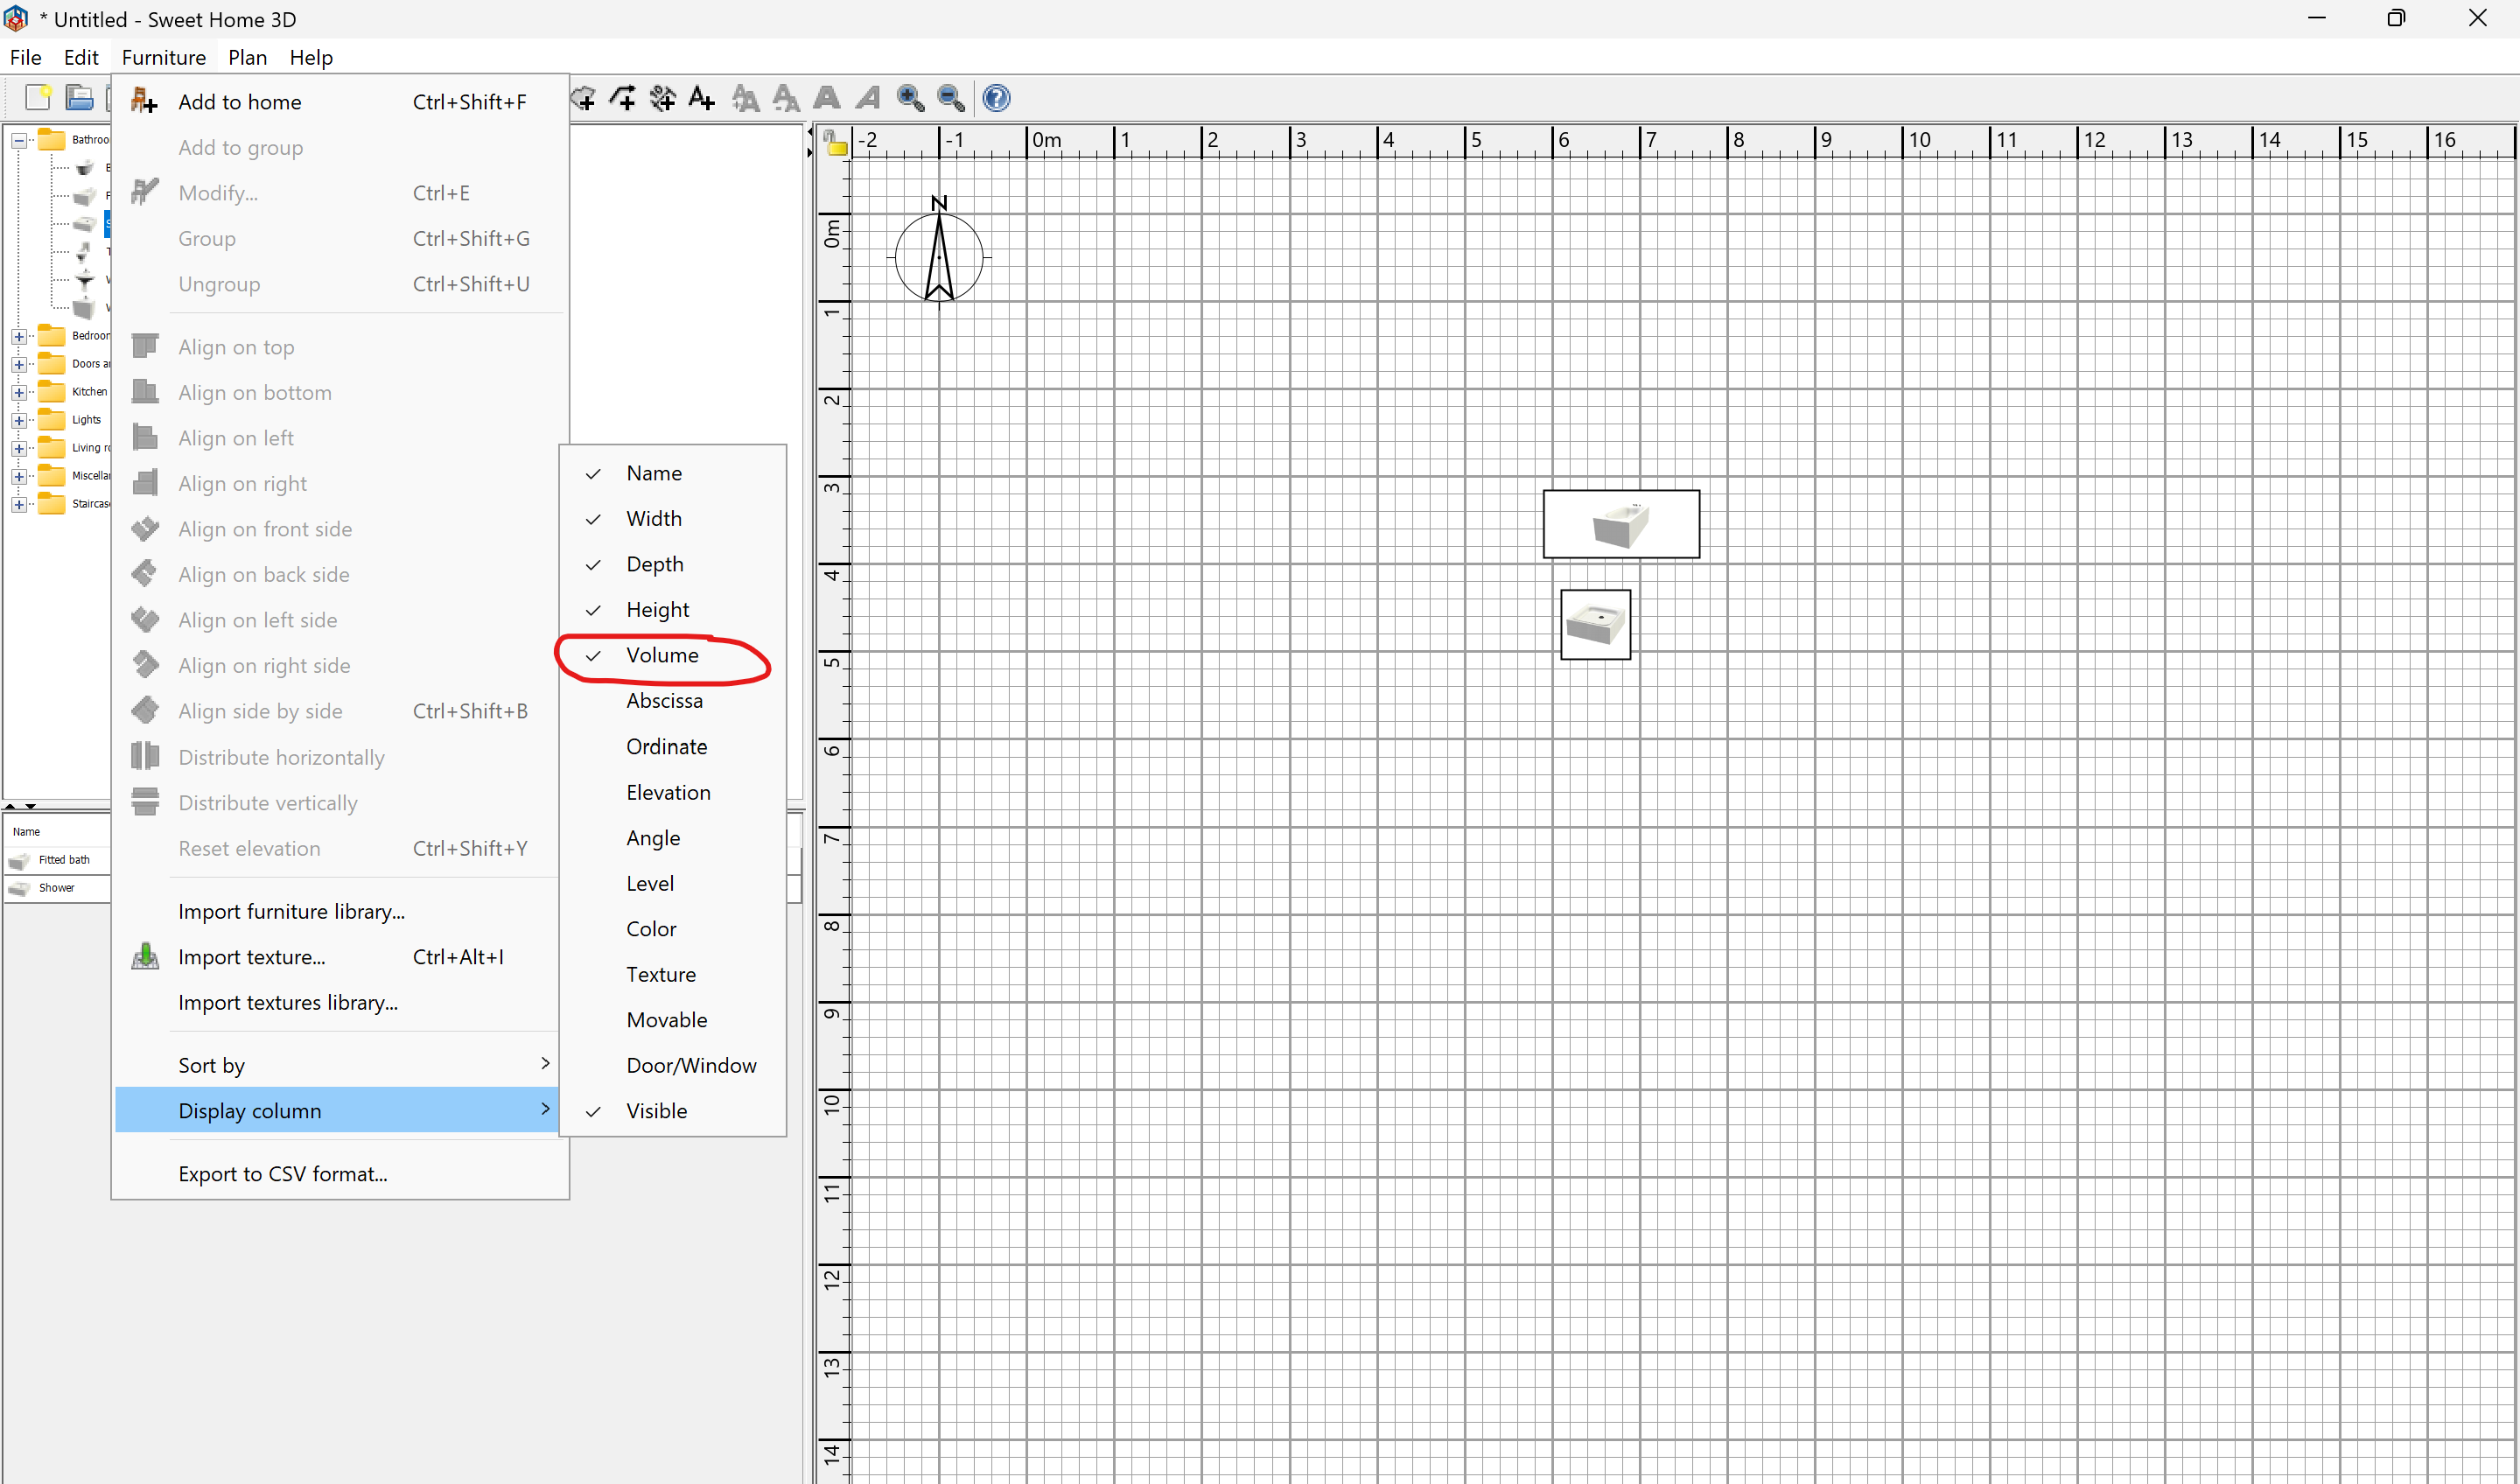 * Untitled - Sweet Home 3D
File Edit Furniture Plan Help
Add to home Ctrl+Shift+F
Add to group
Modify... Ctrl+E
Group Ctrl+Shift+G
Ungroup Ctrl+Shift+U
Align on top
Align on bottom
Align on left
Align on right
Align on front side
Align on back side
Align on left side
Align on right side
Align side by side Ctrl+Shift+B
Distribute horizontally
Distribute vertically
Reset elevation Ctrl+Shift+Y
Import furniture library...
Import texture... Ctrl+Alt+I
Import textures library...
Sort by
Display column
Export to CSV format...
Name
Width
Depth
Height
Volume
Abscissa
Ordinate
Elevation
Angle
Level
Color
Texture
Movable
Door/Window
Visible
Kitchen
Lights
Name
Fitted bath
Shower
-2 -1 0m 1 2 3 4 5 6 7 8 9 10 11 12 13 14 15 16
N
0m
1
2
3
4
5
6
7
8
9
10
11
12
13
14